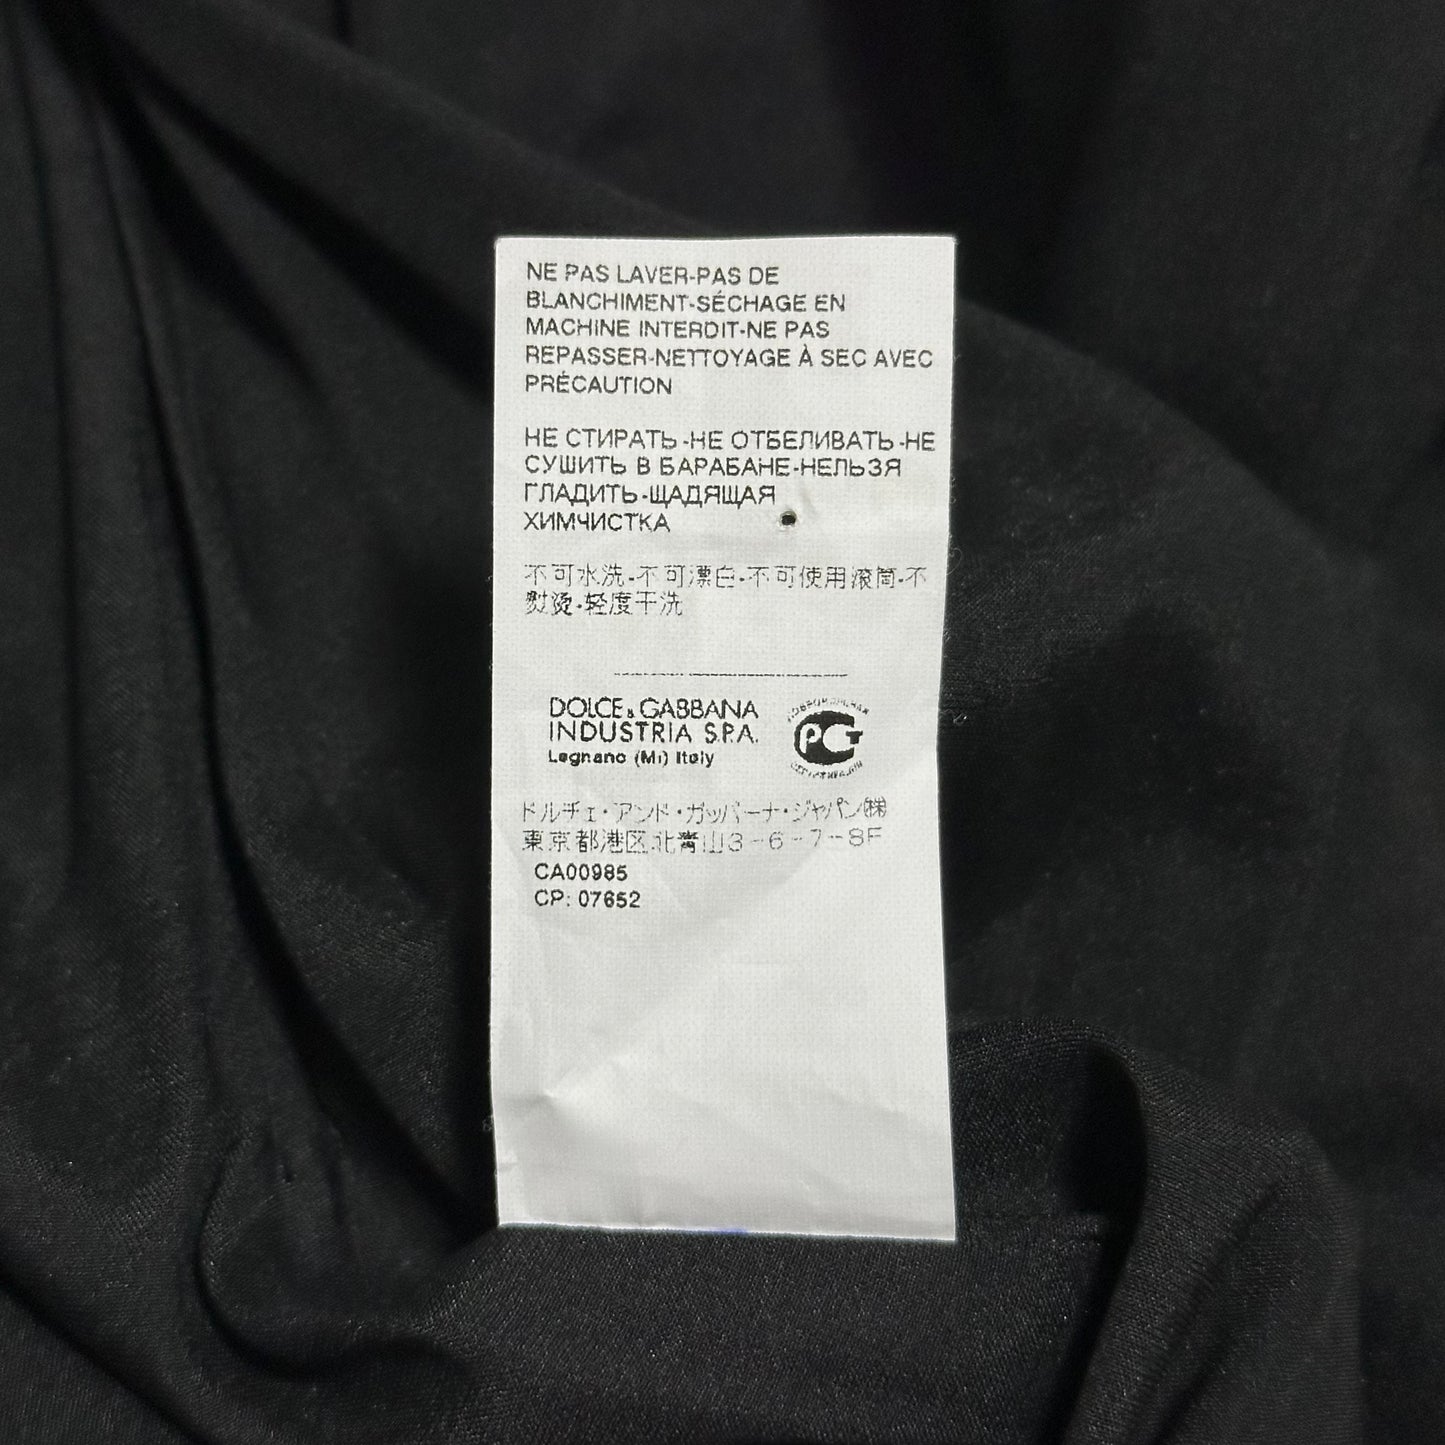 NE PAS LAVER-PAS DE
BLANCHIMENT-SÉCHAGE EN
MACHINE INTERDIT-NE PAS
REPASSER-NETTOYAGE À SEC AVEC
PRÉCAUTION
НЕ СТИРАТЬ-НЕ ОТБЕЛИВАТЬ-НЕ
СУШИТЬ В БАРАБАНЕ-НЕЛЬЗЯ
ГЛАДИТЬ-ЩАДЯЩАЯ
ХИМЧИСТКА
不可水洗-不可漂白-不可使用滚筒-不
熨烫-轻度干洗
DOLCE & GABBANA
INDUSTRIA S.P.A.
Legnano (Mi) Italy
PCT
ドルチェ・アンド・ガッバーナ・ジャパン㈱
東京都港区北青山3-6-7-8F
CA00985
CP: 07652